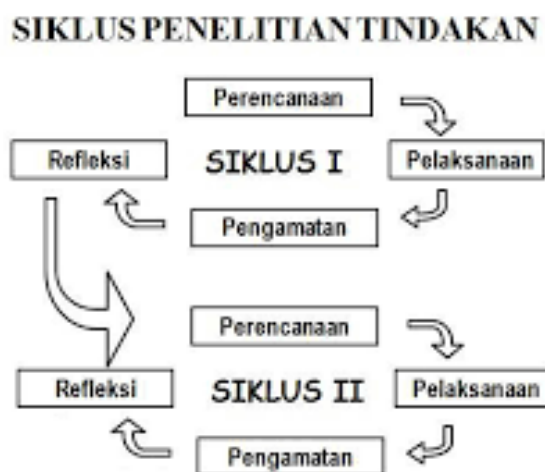 SIKLUS PENELITIAN TINDAKAN
Perencanaan
Refleksi
SIKLUS I
Pelaksanaan
Pengamatan
Perencanaan
Refleksi
SIKLUS II
Pelaksanaan
Pengamatan